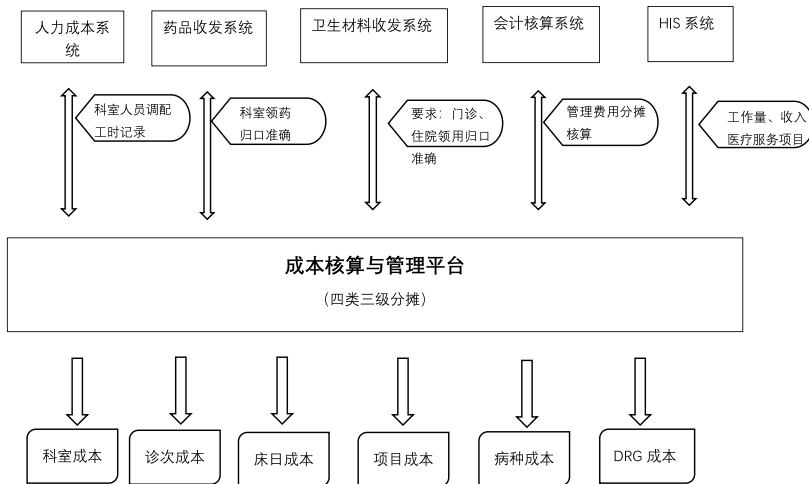 人力成本系
统
药品收发系统
卫生材料收发系统
会计核算系统
HIS 系统
科室人员调配
工时记录
科室领药
归口准确
要求：门诊、
住院领用归口
准确
管理费用分摊
核算
工作量、收入
医疗服务项目
成本核算与管理平台
（四类三级分摊）
科室成本
诊次成本
床日成本
项目成本
病种成本
DRG 成本